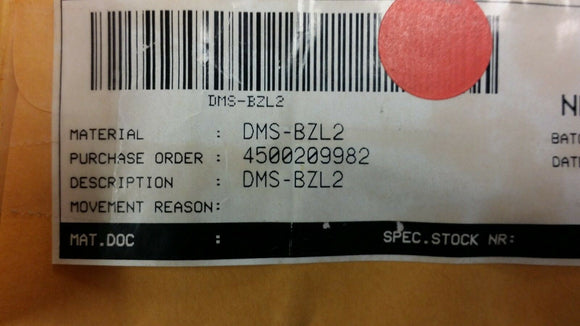 DMS-BZL2
MATERIAL : DMS-BZL2
PURCHASE ORDER : 4500209982
DESCRIPTION : DMS-BZL2
MOVEMENT REASON:
MAT.DOC : SPEC.STOCK NR: